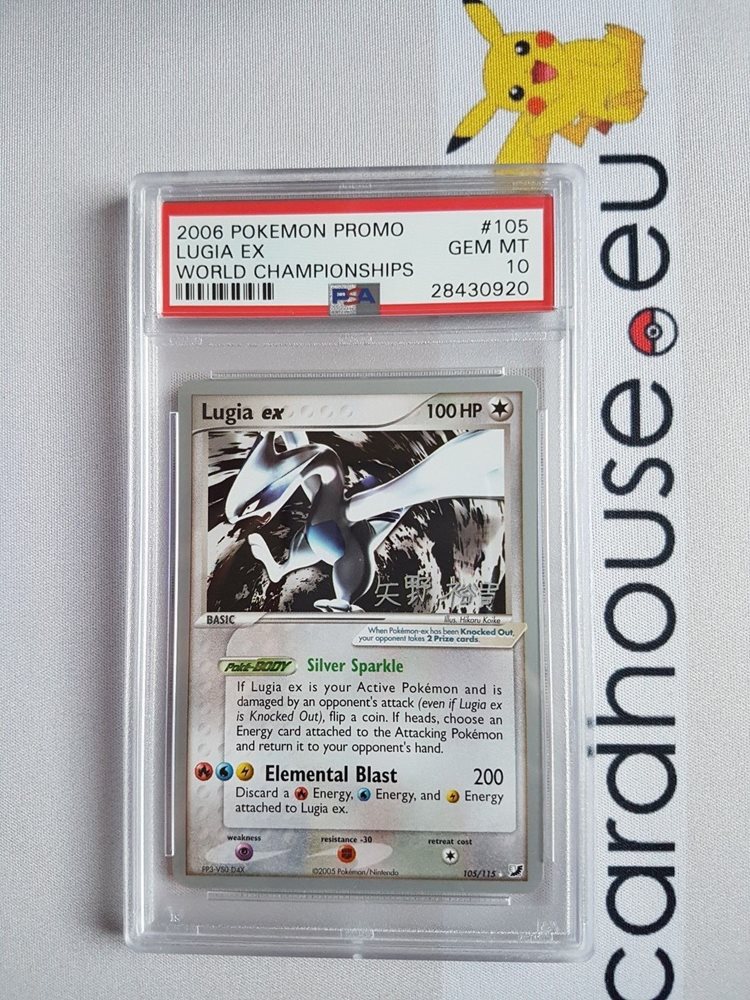 2006 POKEMON PROMO #105
LUGIA EX GEM MT
WORLD CHAMPIONSHIPS 10
PSA 28430920
Lugia ex 100 HP
矢野 裕喜
BASIC
Illus. Hikaru Koike
When Pokémon-ex has been Knocked Out,
your opponent takes 2 Prize cards.
Poké-BODY Silver Sparkle
If Lugia ex is your Active Pokémon and is
damaged by an opponent's attack (even if Lugia ex
is Knocked Out), flip a coin. If heads, choose an
Energy card attached to the Attacking Pokémon
and return it to your opponent's hand.
Elemental Blast 200
Discard a Energy, Energy, and Energy
attached to Lugia ex.
weakness resistance -30 retreat cost
PP3-VS0-D4X ©2005 Pokémon/Nintendo 105/115
cardhouse.eu